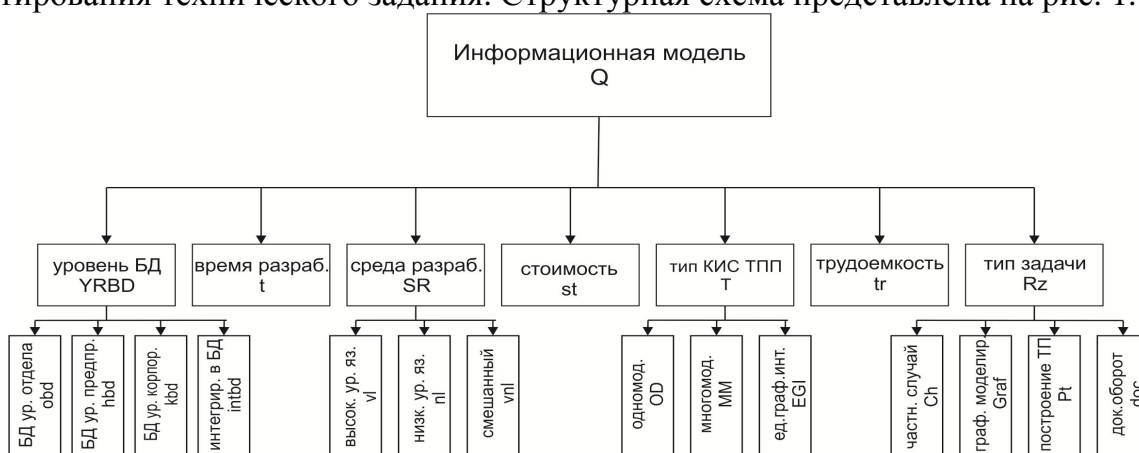 тирования технического задания. Структурная схема представлена на рис. 1.
Информационная модель
Q
уровень БД
YRBD
время разраб.
t
среда разраб.
SR
стоимость
st
тип КИС ТПП
T
трудоемкость
tr
тип задачи
Rz
БД ур. отдела
obd
БД ур. предпр.
hbd
БД ур. корпор.
kbd
интегрир. в БД
intbd
высок. ур. яз.
vl
низк. ур. яз.
nl
смешанный
vnl
одномод.
OD
многомод.
MM
ед.граф.инт.
EGI
частн. случай
Ch
граф. моделир.
Graf
построение ТП
Pt
док.оборот
doc